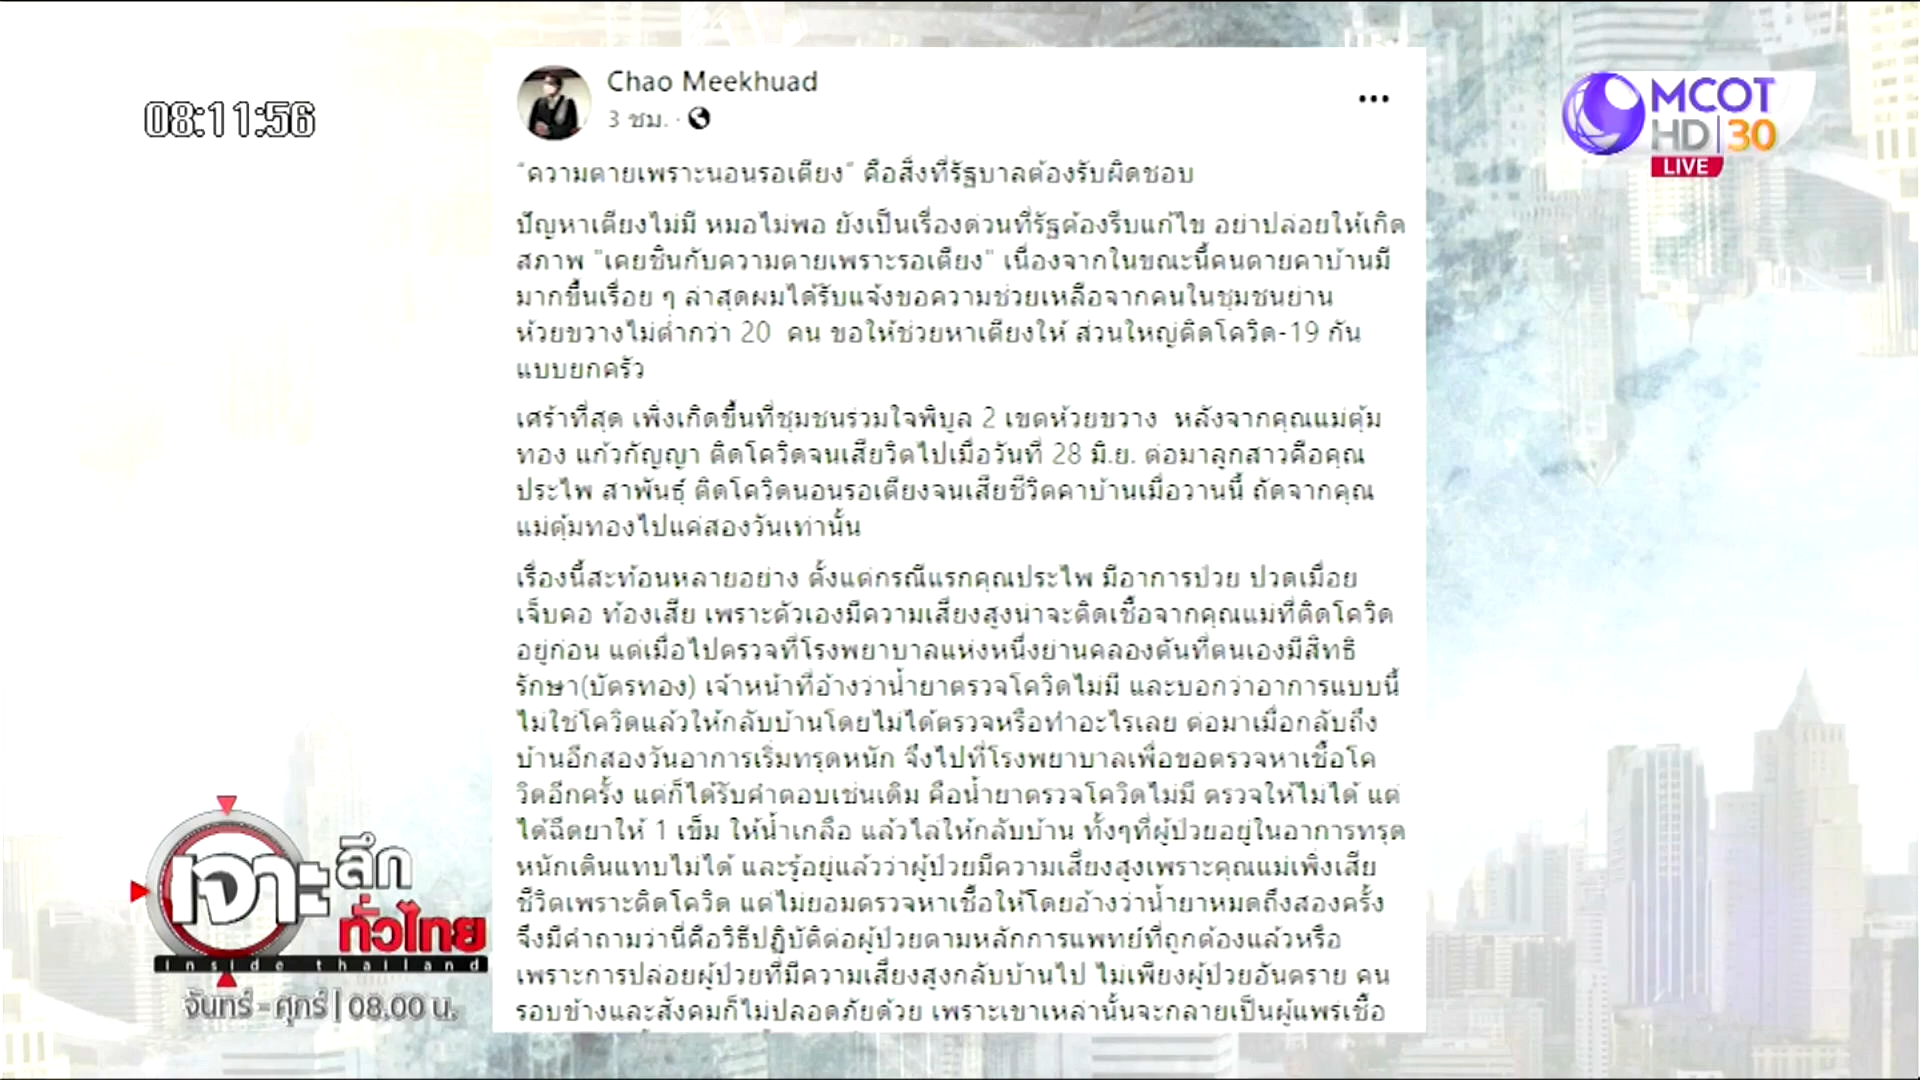 08:11:56
Chao Meekhuad
3 ชม.
MCOT
HD 30
LIVE
“ความตายเพราะนอนรอเตียง” คือสิ่งที่รัฐบาลต้องรับผิดชอบ
ปัญหาเตียงไม่มี หมอไม่พอ ยังเป็นเรื่องด่วนที่รัฐต้องรีบแก้ไข อย่าปล่อยให้เกิด
สภาพ "เคยชินกับความตายเพราะรอเตียง" เนื่องจากในขณะนี้คนตายคาบ้านมี
มากขึ้นเรื่อย ๆ ล่าสุดผมได้รับแจ้งขอความช่วยเหลือจากคนในชุมชนย่าน
ห้วยขวางไม่ต่ำกว่า 20 คน ขอให้ช่วยหาเตียงให้ ส่วนใหญ่ติดโควิด-19 กัน
แบบยกครัว
เศร้าที่สุด เพิ่งเกิดขึ้นที่ชุมชนร่วมใจพิบูล 2 เขตห้วยขวาง หลังจากคุณแม่ตุ้ม
ทอง แก้วกัญญา ติดโควิดจนเสียวิตไปเมื่อวันที่ 28 มิ.ย. ต่อมาลูกสาวคือคุณ
ประไพ สาพันธุ์ ติดโควิดนอนรอเตียงจนเสียชีวิตคาบ้านเมื่อวานนี้ ถัดจากคุณ
แม่ตุ้มทองไปแค่สองวันเท่านั้น
เรื่องนี้สะท้อนหลายอย่าง ตั้งแต่กรณีแรกคุณประไพ มีอาการป่วย ปวดเมื่อย
เจ็บคอ ท้องเสีย เพราะตัวเองมีความเสี่ยงสูงน่าจะติดเชื้อจากคุณแม่ที่ติดโควิด
อยู่ก่อน แต่เมื่อไปตรวจที่โรงพยาบาลแห่งหนึ่งย่านคลองตันที่ตนเองมีสิทธิ
รักษา(บัตรทอง) เจ้าหน้าที่อ้างว่าน้ำยาตรวจโควิดไม่มี และบอกว่าอาการแบบนี้
ไม่ใช่โควิดแล้วให้กลับบ้านโดยไม่ได้ตรวจหรือทำอะไรเลย ต่อมาเมื่อกลับถึง
บ้านอีกสองวันอาการเริ่มทรุดหนัก จึงไปที่โรงพยาบาลเพื่อขอตรวจหาเชื้อโค
วิดอีกครั้ง แต่ก็ได้รับคำตอบเช่นเดิม คือน้ำยาตรวจโควิดไม่มี ตรวจให้ไม่ได้ แต่
ได้ฉีดยาให้ 1 เข็ม ให้น้ำเกลือ แล้วไล่ให้กลับบ้าน ทั้งๆที่ผู้ป่วยอยู่ในอาการทรุด
หนักเดินแทบไม่ได้ และรู้อยู่แล้วว่าผู้ป่วยมีความเสี่ยงสูงเพราะคุณแม่เพิ่งเสีย
ชีวิตเพราะติดโควิด แต่ไม่ยอมตรวจหาเชื้อให้โดยอ้างว่าน้ำยาหมดถึงสองครั้ง
จึงมีคำถามว่านี่คือวิธีปฏิบัติต่อผู้ป่วยตามหลักการแพทย์ที่ถูกต้องแล้วหรือ
เพราะการปล่อยผู้ป่วยที่มีความเสี่ยงสูงกลับบ้านไป ไม่เพียงผู้ป่วยอันตราย คน
รอบข้างและสังคมก็ไม่ปลอดภัยด้วย เพราะเขาเหล่านั้นจะกลายเป็นผู้แพร่เชื้อ
เจาะลึก
ทั่วไทย
inside thailand
จันทร์ - ศุกร์ | 08.00 น.